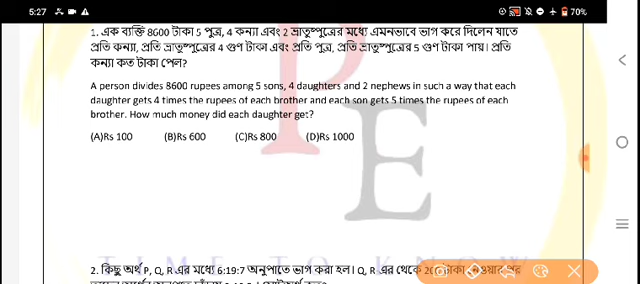 5:27
70%
1. এক ব্যক্তি 8600 টাকা 5 পুত্র, 4 কন্যা এবং 2 ভ্রাতুষ্পুত্রের মধ্যে এমনভাবে ভাগ করে দিলেন যাতে
প্রতি কন্যা, প্রতি ভ্রাতুষ্পুত্রের 4 গুণ টাকা এবং প্রতি পুত্র, প্রতি ভ্রাতুষ্পুত্রের 5 গুণ টাকা পায়। প্রতি
কন্যা কত টাকা পেল?
A person divides 8600 rupees among 5 sons, 4 daughters and 2 nephews in such a way that each
daughter gets 4 times the rupees of each brother and each son gets 5 times the rupees of each
brother. How much money did each daughter get?
(A)Rs 100 (B)Rs 600 (C)Rs 800 (D)Rs 1000
P E
TIME TO KNOW
2. কিছু অর্থ P, Q, R এর মধ্যে 6:19:7 অনুপাতে ভাগ করা হল। Q, R এর থেকে